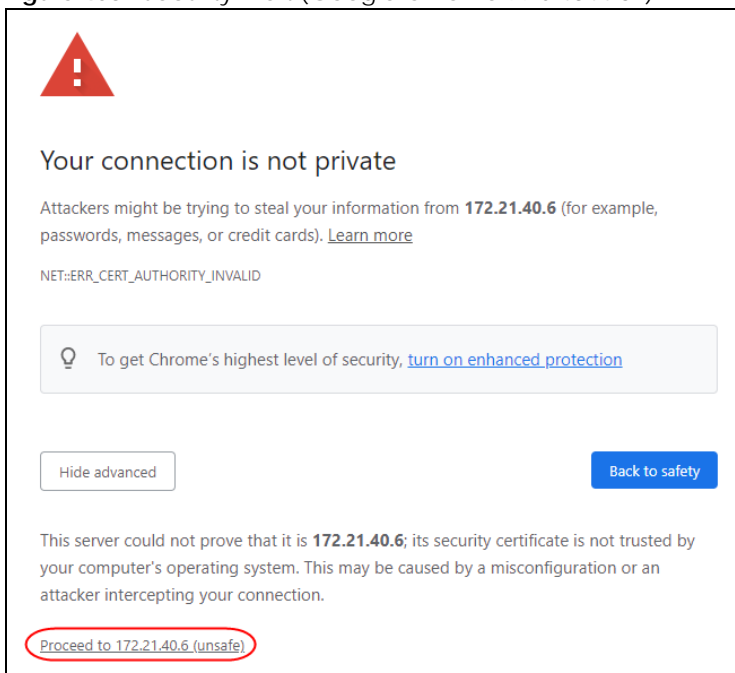 Your connection is not private
Attackers might be trying to steal your information from 172.21.40.6 (for example,
passwords, messages, or credit cards). Learn more
NET::ERR_CERT_AUTHORITY_INVALID
To get Chrome's highest level of security, turn on enhanced protection
Hide advanced
Back to safety
This server could not prove that it is 172.21.40.6; its security certificate is not trusted by
your computer's operating system. This may be caused by a misconfiguration or an
attacker intercepting your connection.
Proceed to 172.21.40.6 (unsafe)